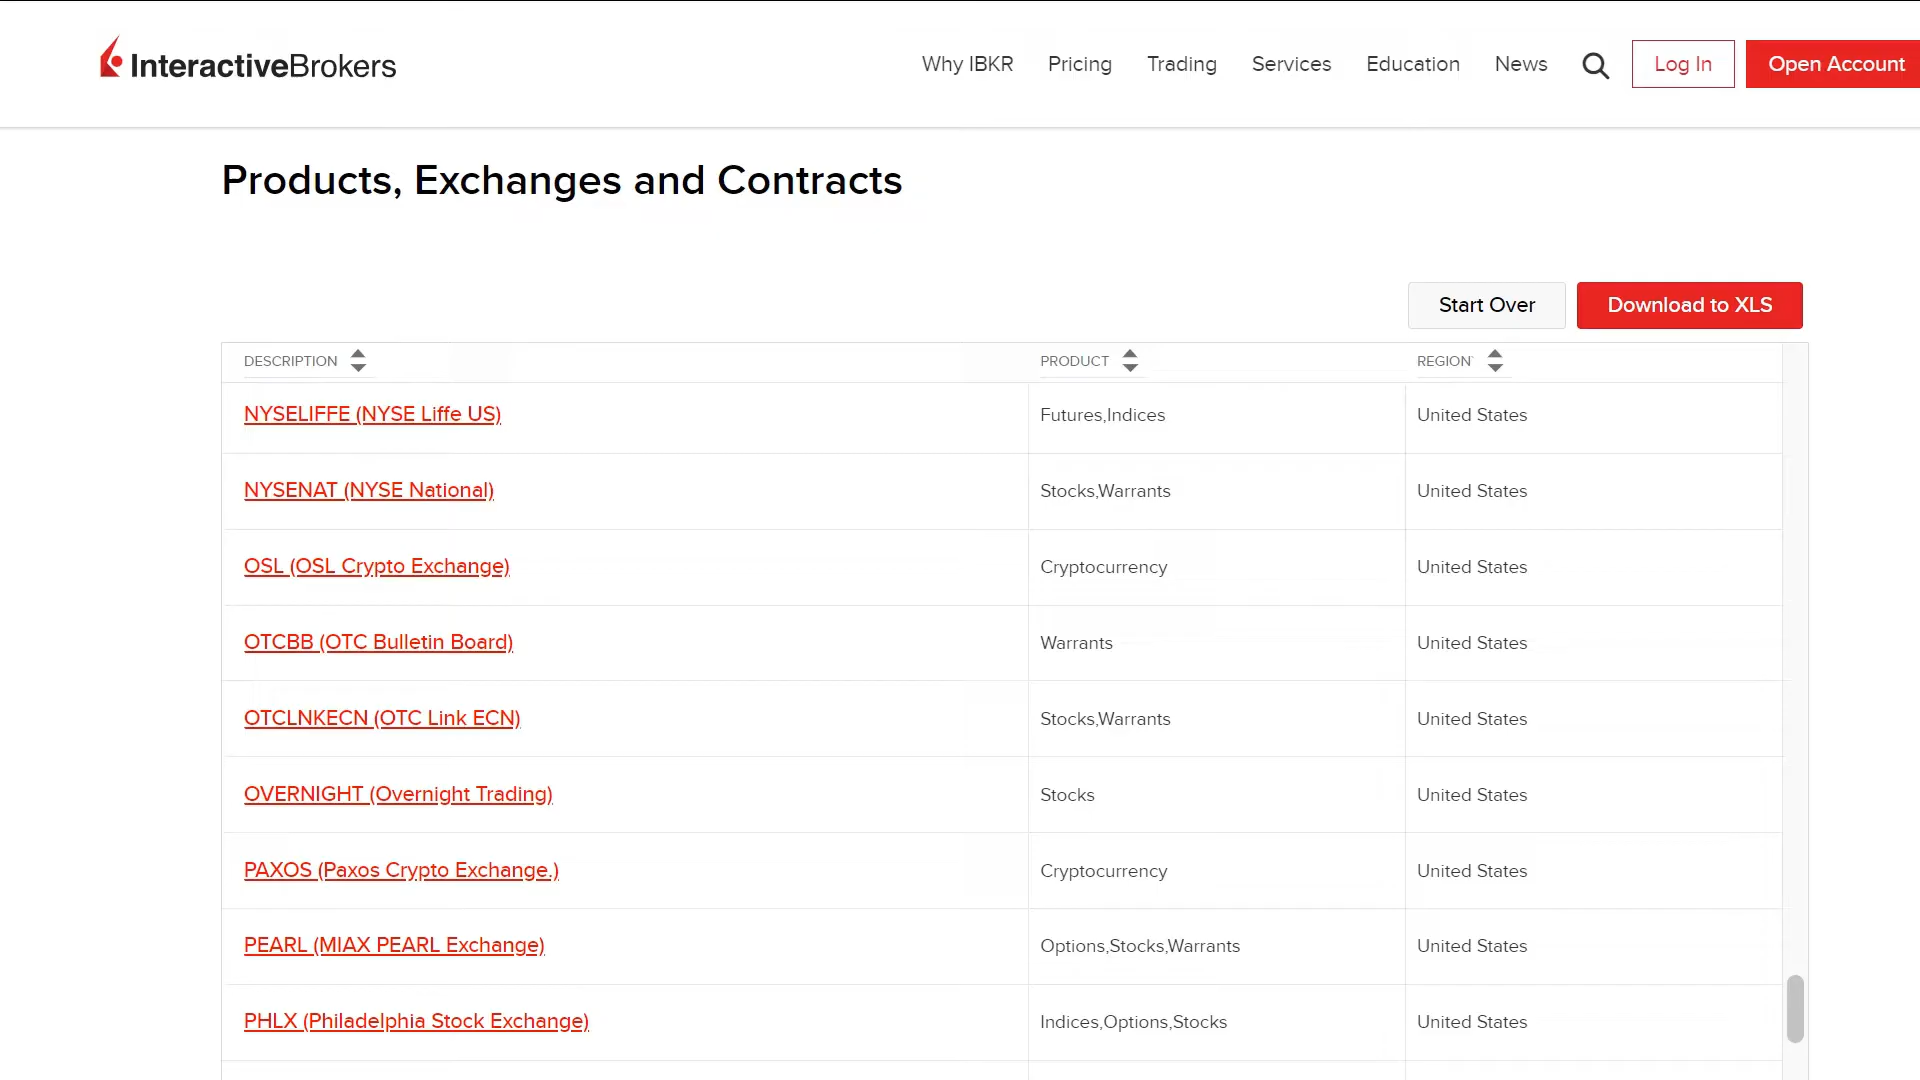 InteractiveBrokers
Why IBKR Pricing Trading Services Education News Log In Open Account
Products, Exchanges and Contracts
Start Over Download to XLS
DESCRIPTION PRODUCT REGION
NYSELIFFE (NYSE Liffe US) Futures,Indices United States
NYSENAT (NYSE National) Stocks,Warrants United States
OSL (OSL Crypto Exchange) Cryptocurrency United States
OTCBB (OTC Bulletin Board) Warrants United States
OTCLNKECN (OTC Link ECN) Stocks,Warrants United States
OVERNIGHT (Overnight Trading) Stocks United States
PAXOS (Paxos Crypto Exchange.) Cryptocurrency United States
PEARL (MIAX PEARL Exchange) Options,Stocks,Warrants United States
PHLX (Philadelphia Stock Exchange) Indices,Options,Stocks United States